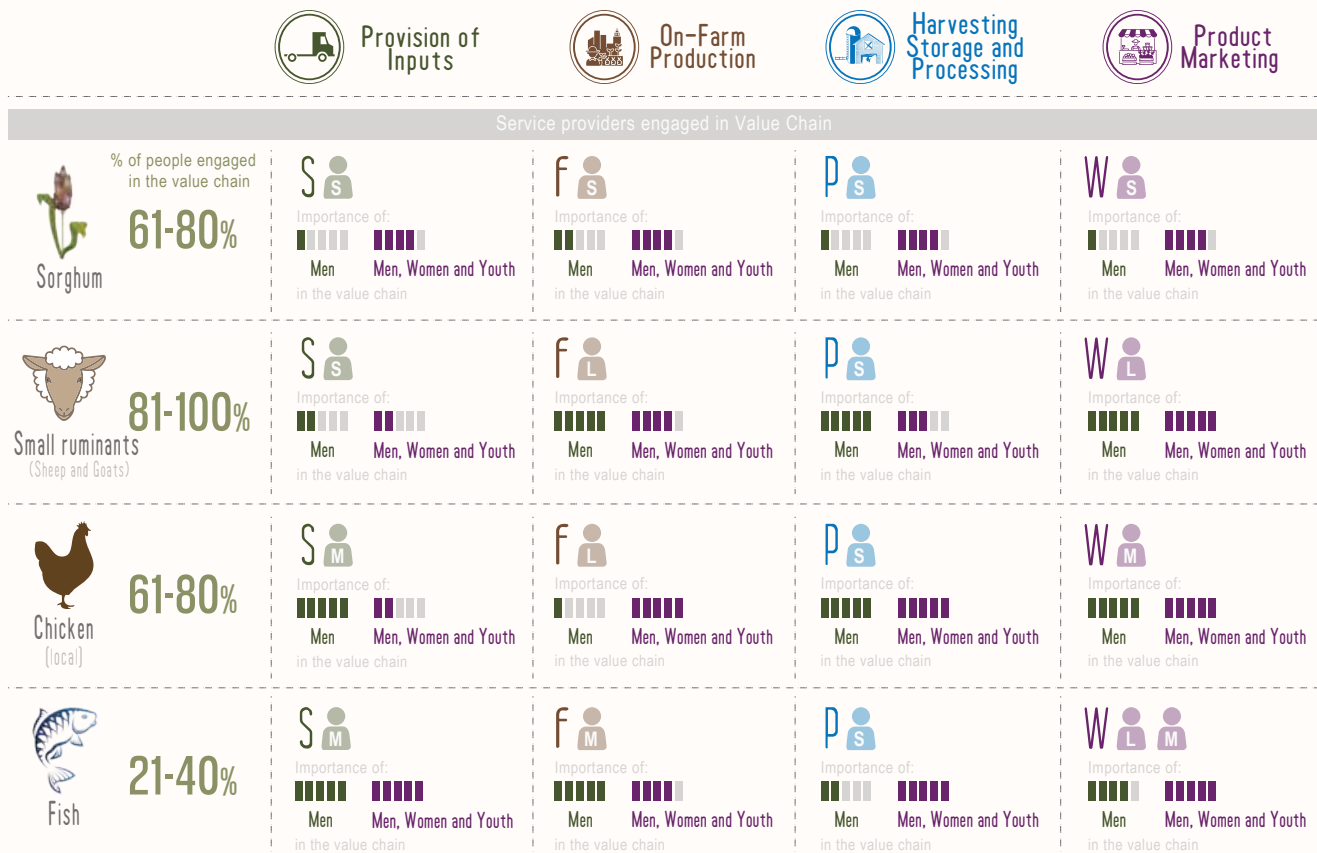 Provision of
Inputs
On-Farm
Production
Harvesting
Storage and
Processing
Product
Marketing
Service providers engaged in Value Chain
% of people engaged
in the value chain
61-80%
Sorghum
S S
Importance of:
Men Men, Women and Youth
in the value chain
F S
Importance of:
Men Men, Women and Youth
in the value chain
P S
Importance of:
Men Men, Women and Youth
in the value chain
W S
Importance of:
Men Men, Women and Youth
in the value chain
81-100%
Small ruminants
(Sheep and Goats)
S S
Importance of:
Men Men, Women and Youth
in the value chain
F L
Importance of:
Men Men, Women and Youth
in the value chain
P S
Importance of:
Men Men, Women and Youth
in the value chain
W L
Importance of:
Men Men, Women and Youth
in the value chain
61-80%
Chicken
(local)
S M
Importance of:
Men Men, Women and Youth
in the value chain
F L
Importance of:
Men Men, Women and Youth
in the value chain
P S
Importance of:
Men Men, Women and Youth
in the value chain
W M
Importance of:
Men Men, Women and Youth
in the value chain
21-40%
Fish
S M
Importance of:
Men Men, Women and Youth
in the value chain
F M
Importance of:
Men Men, Women and Youth
in the value chain
P S
Importance of:
Men Men, Women and Youth
in the value chain
W L M
Importance of:
Men Men, Women and Youth
in the value chain